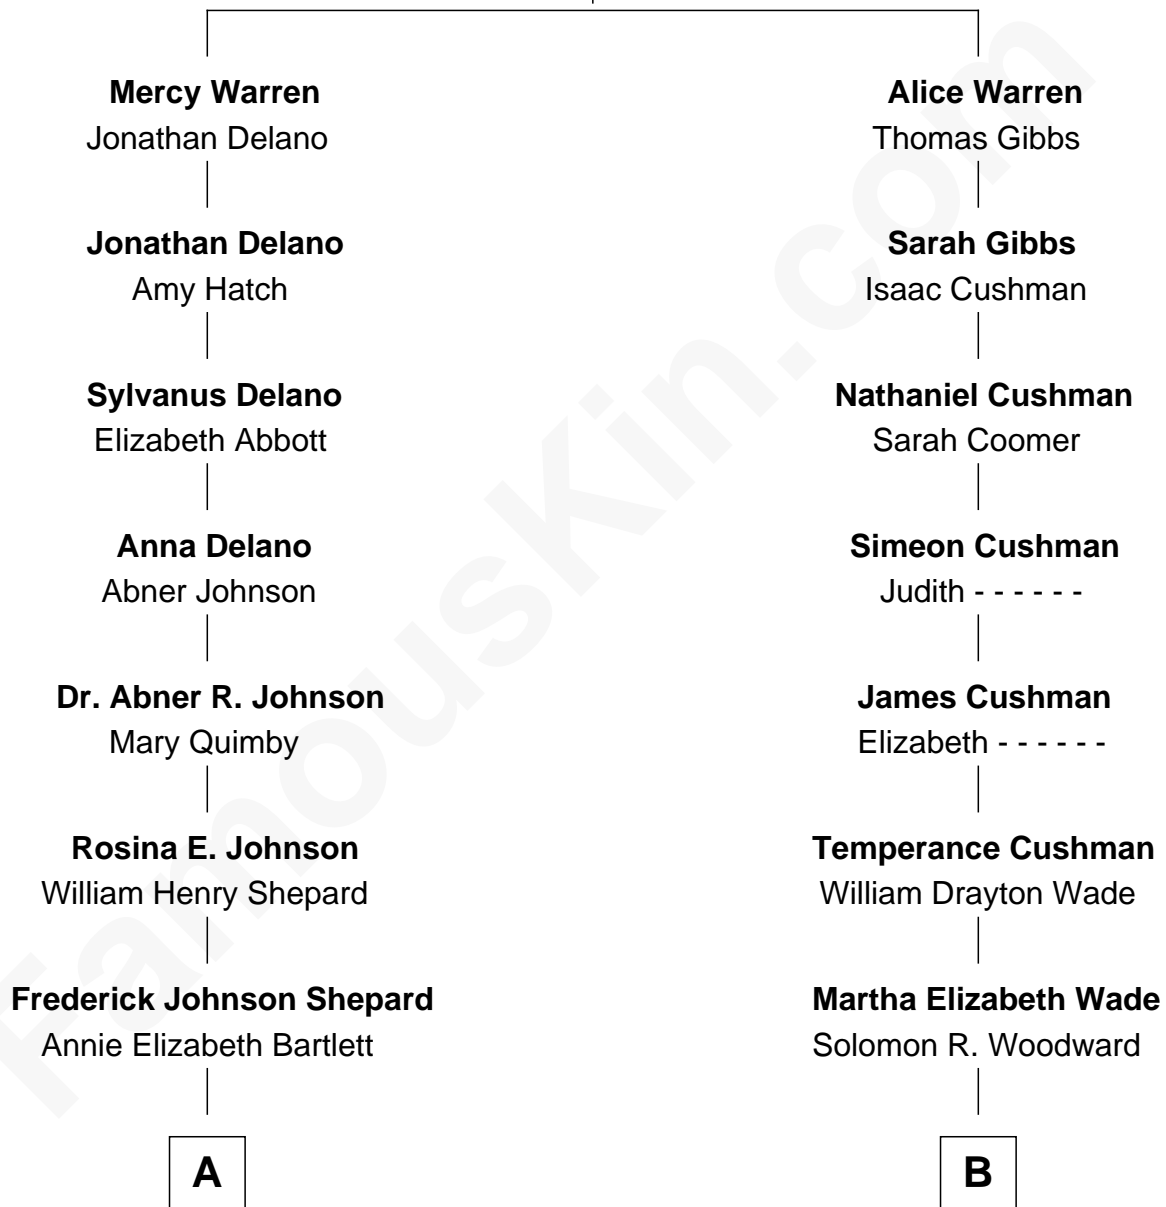 Mercy Warren
Jonathan Delano
Alice Warren
Thomas Gibbs
Jonathan Delano
Amy Hatch
Sarah Gibbs
Isaac Cushman
Sylvanus Delano
Elizabeth Abbott
Nathaniel Cushman
Sarah Coomer
Anna Delano
Abner Johnson
Simeon Cushman
Judith - - - - - -
Dr. Abner R. Johnson
Mary Quimby
James Cushman
Elizabeth - - - - - -
Rosina E. Johnson
William Henry Shepard
Temperance Cushman
William Drayton Wade
Frederick Johnson Shepard
Annie Elizabeth Bartlett
Martha Elizabeth Wade
Solomon R. Woodward
A
B
FamousKin.com